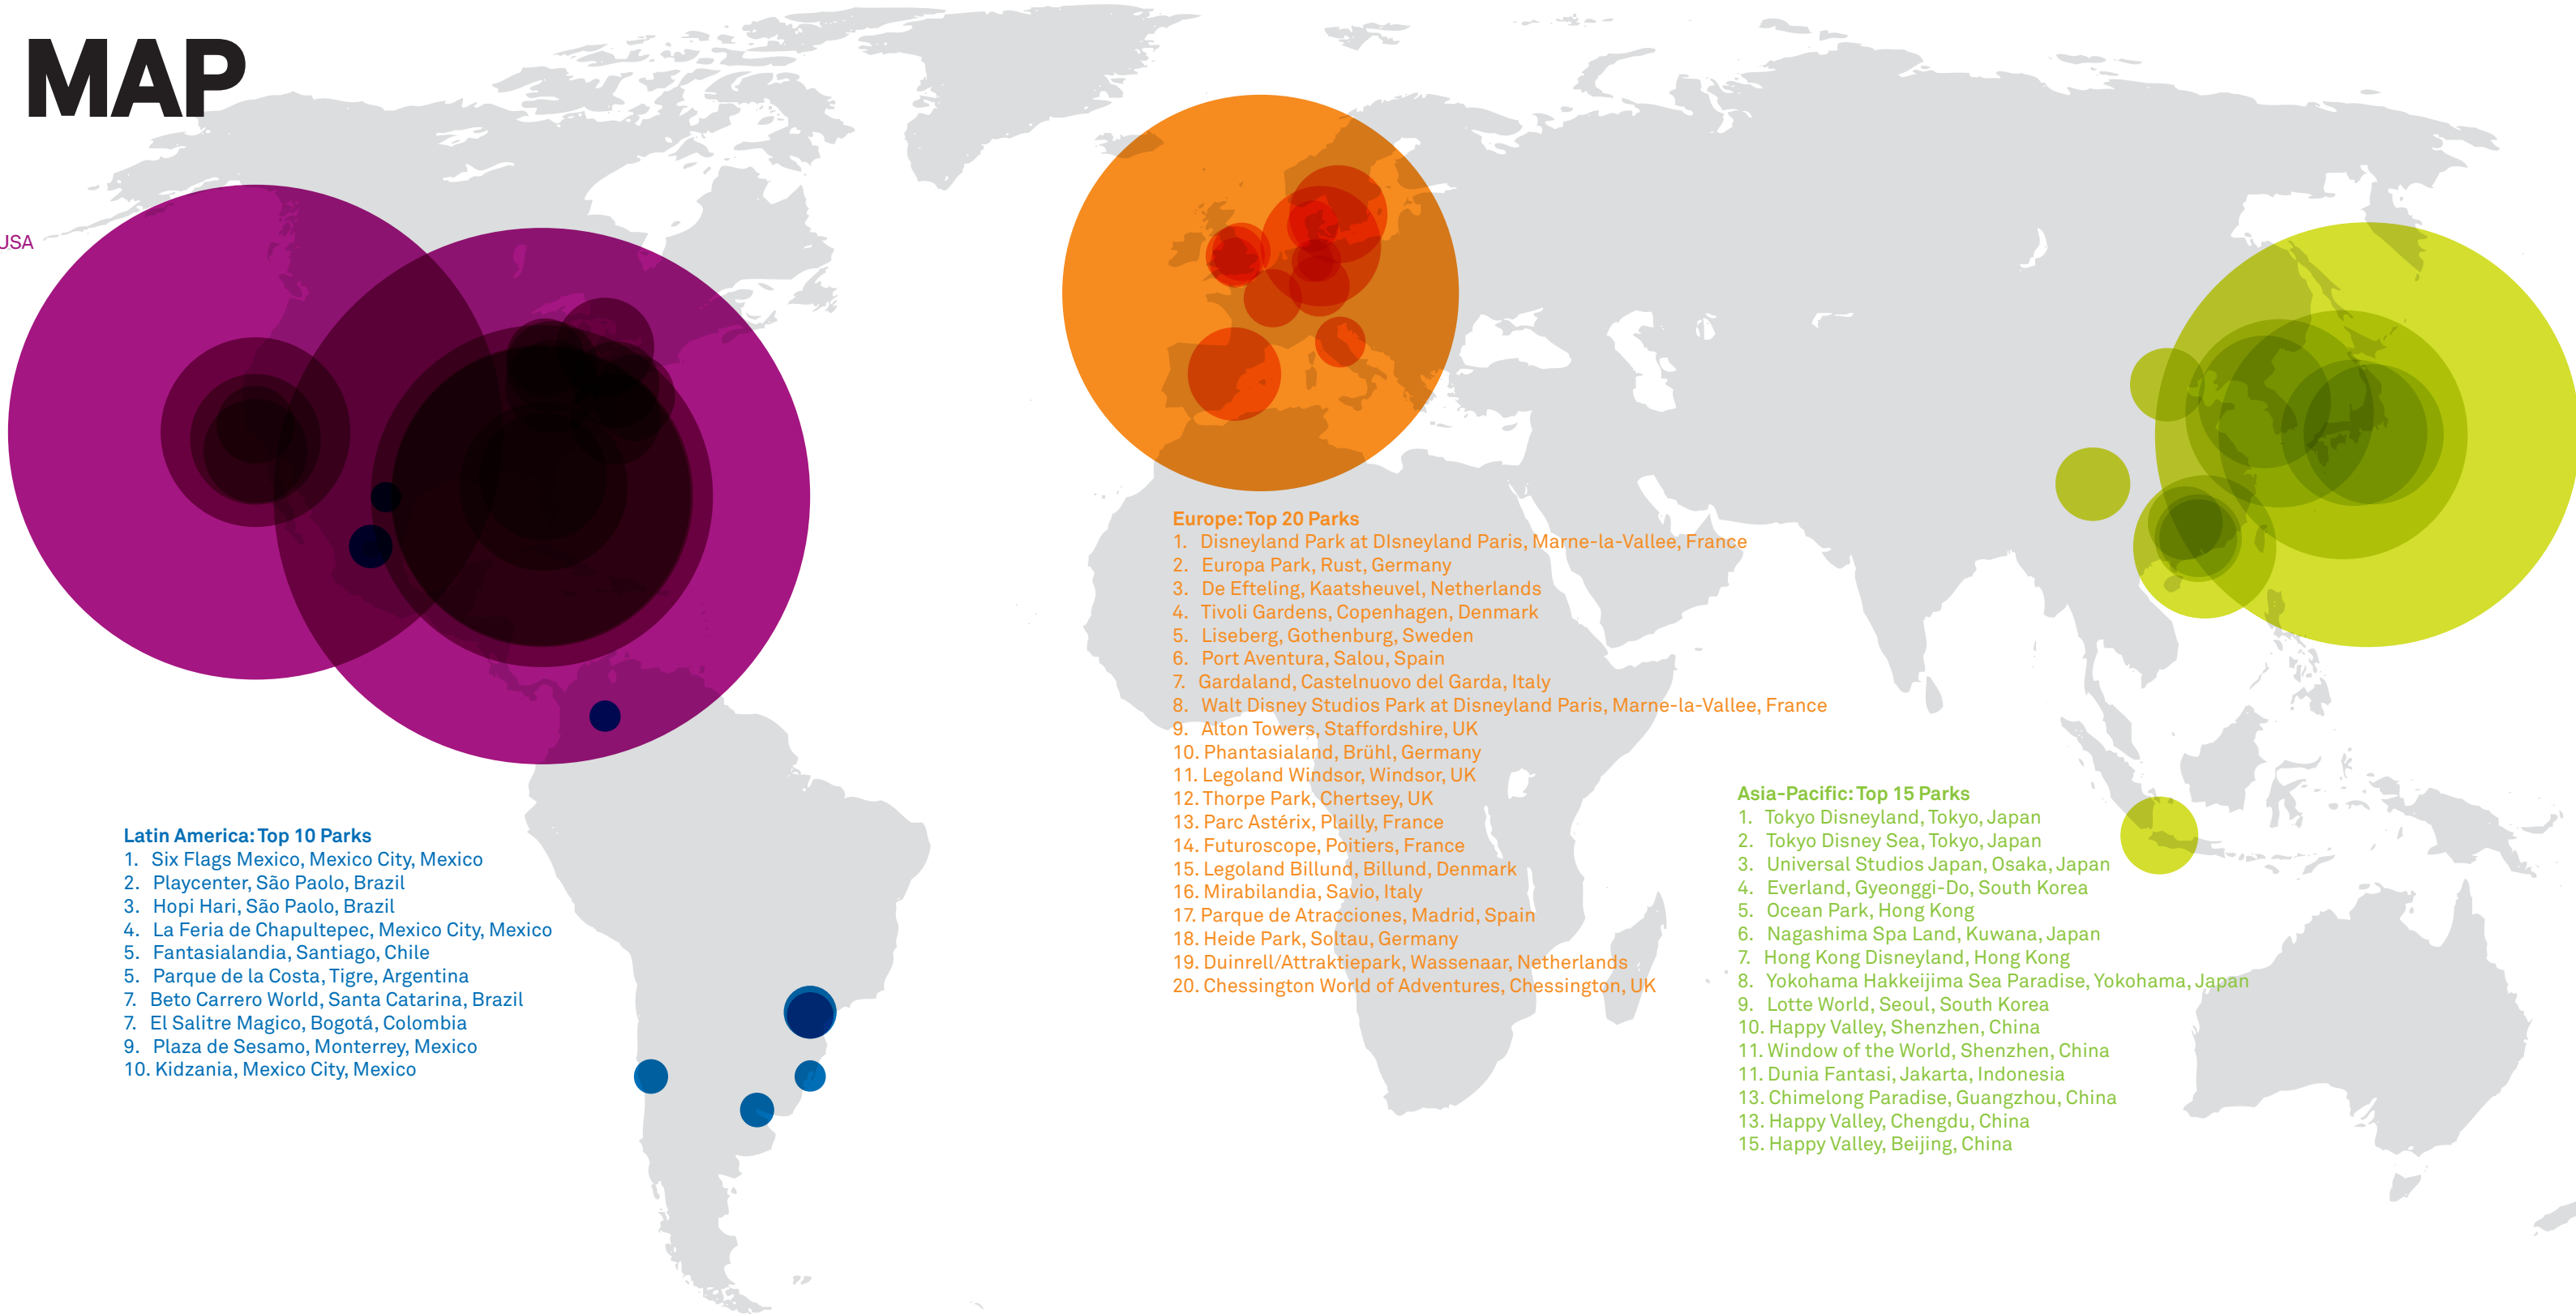 MAP
USA
Europe: Top 20 Parks
1. Disneyland Park at DIsneyland Paris, Marne-la-Vallee, France
2. Europa Park, Rust, Germany
3. De Efteling, Kaatsheuvel, Netherlands
4. Tivoli Gardens, Copenhagen, Denmark
5. Liseberg, Gothenburg, Sweden
6. Port Aventura, Salou, Spain
7. Gardaland, Castelnuovo del Garda, Italy
8. Walt Disney Studios Park at Disneyland Paris, Marne-la-Vallee, France
9. Alton Towers, Staffordshire, UK
10. Phantasialand, Brühl, Germany
11. Legoland Windsor, Windsor, UK
12. Thorpe Park, Chertsey, UK
13. Parc Astérix, Plailly, France
14. Futuroscope, Poitiers, France
15. Legoland Billund, Billund, Denmark
16. Mirabilandia, Savio, Italy
17. Parque de Atracciones, Madrid, Spain
18. Heide Park, Soltau, Germany
19. Duinrell/Attraktiepark, Wassenaar, Netherlands
20. Chessington World of Adventures, Chessington, UK
Latin America: Top 10 Parks
1. Six Flags Mexico, Mexico City, Mexico
2. Playcenter, São Paolo, Brazil
3. Hopi Hari, São Paolo, Brazil
4. La Feria de Chapultepec, Mexico City, Mexico
5. Fantasialandia, Santiago, Chile
5. Parque de la Costa, Tigre, Argentina
7. Beto Carrero World, Santa Catarina, Brazil
7. El Salitre Magico, Bogotá, Colombia
9. Plaza de Sesamo, Monterrey, Mexico
10. Kidzania, Mexico City, Mexico
Asia-Pacific: Top 15 Parks
1. Tokyo Disneyland, Tokyo, Japan
2. Tokyo Disney Sea, Tokyo, Japan
3. Universal Studios Japan, Osaka, Japan
4. Everland, Gyeonggi-Do, South Korea
5. Ocean Park, Hong Kong
6. Nagashima Spa Land, Kuwana, Japan
7. Hong Kong Disneyland, Hong Kong
8. Yokohama Hakkeijima Sea Paradise, Yokohama, Japan
9. Lotte World, Seoul, South Korea
10. Happy Valley, Shenzhen, China
11. Window of the World, Shenzhen, China
11. Dunia Fantasi, Jakarta, Indonesia
13. Chimelong Paradise, Guangzhou, China
13. Happy Valley, Chengdu, China
15. Happy Valley, Beijing, China